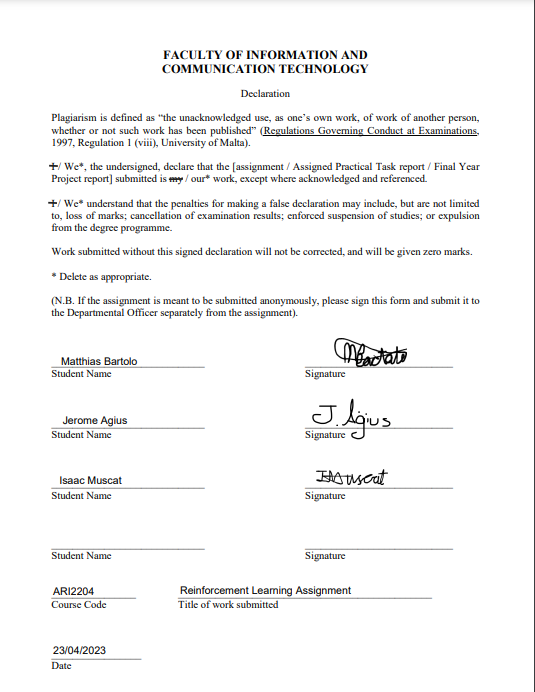 FACULTY OF INFORMATION AND
COMMUNICATION TECHNOLOGY
Declaration
Plagiarism is defined as “the unacknowledged use, as one’s own work, of work of another person,
whether or not such work has been published” (Regulations Governing Conduct at Examinations,
1997, Regulation 1 (viii), University of Malta).
I / We*, the undersigned, declare that the [assignment / Assigned Practical Task report / Final Year
Project report] submitted is my / our* work, except where acknowledged and referenced.
I / We* understand that the penalties for making a false declaration may include, but are not limited
to, loss of marks; cancellation of examination results; enforced suspension of studies; or expulsion
from the degree programme.
Work submitted without this signed declaration will not be corrected, and will be given zero marks.
* Delete as appropriate.
(N.B. If the assignment is meant to be submitted anonymously, please sign this form and submit it to
the Departmental Officer separately from the assignment).
Matthias Bartolo MBartolo
Student Name Signature
Jerome Agius J. Agius
Student Name Signature
Isaac Muscat IMuscat
Student Name Signature
Student Name Signature
ARI2204 Reinforcement Learning Assignment
Course Code Title of work submitted
23/04/2023
Date